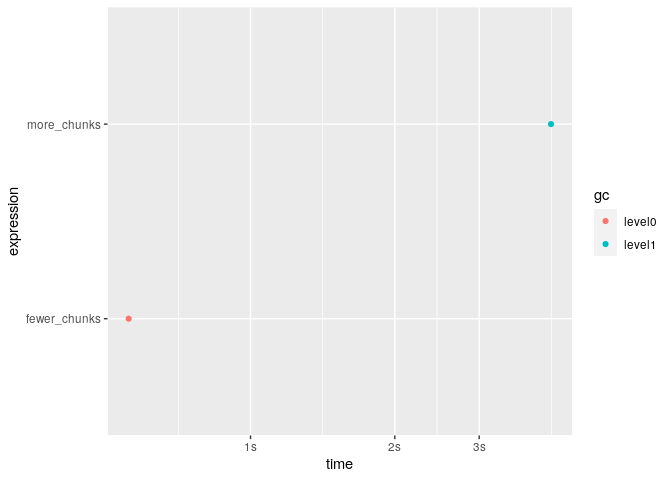 more_chunks
fewer_chunks
expression
1s
2s
3s
time
gc
level0
level1